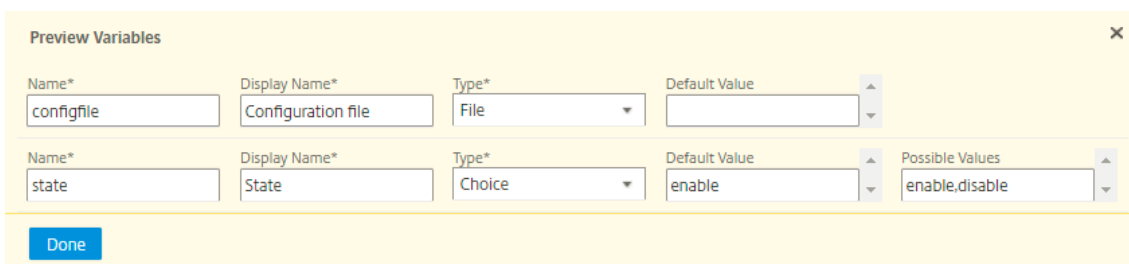 Preview Variables
Name* Display Name* Type* Default Value
configfile Configuration file File
Name* Display Name* Type* Default Value Possible Values
state State Choice enable enable,disable
Done